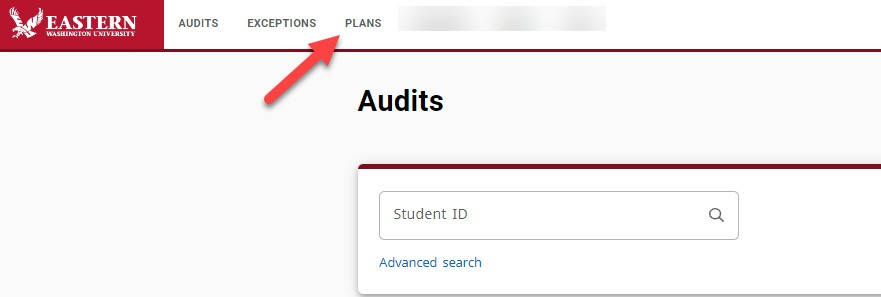 EASTERN
WASHINGTON UNIVERSITY
AUDITS EXCEPTIONS PLANS
Audits
Student ID
Advanced search